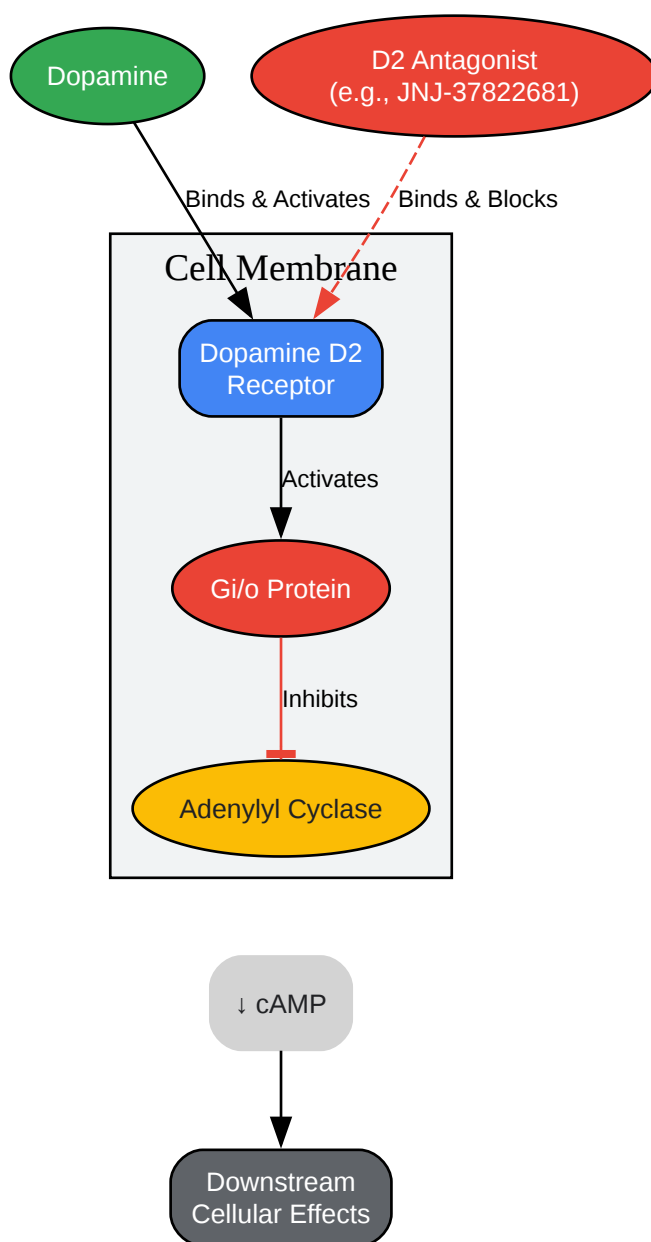 Dopamine
D2 Antagonist
(e.g., JNJ-37822681)
Binds & Activates
Binds & Blocks
Cell Membrane
Dopamine D2
Receptor
Activates
Gi/o Protein
Inhibits
Adenylyl Cyclase
↓ cAMP
Downstream
Cellular Effects